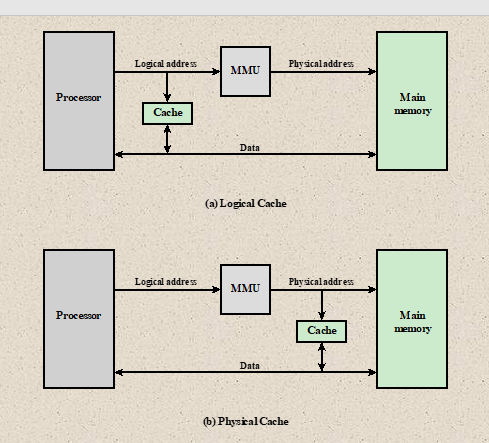 Logical address
MMU
Physical address
Processor
Cache
Main
memory
Data
(a) Logical Cache
Logical address
MMU
Physical address
Processor
Cache
Main
memory
Data
(b) Physical Cache